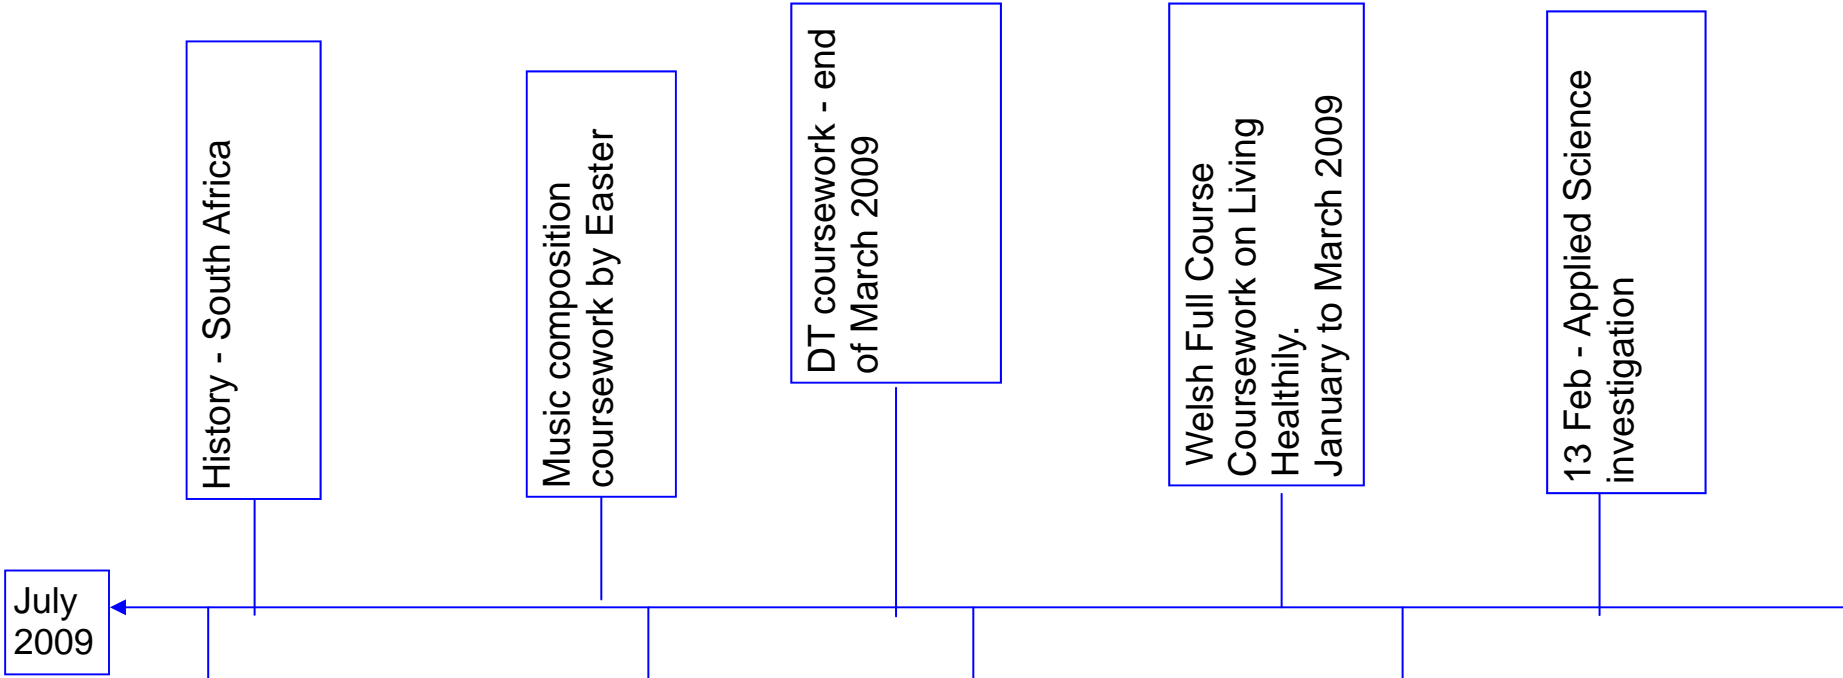 History - South Africa
Music composition
coursework by Easter
DT coursework - end
of March 2009
Welsh Full Course
Coursework on Living
Healthily.
January to March 2009
13 Feb - Applied Science
investigation
July
2009